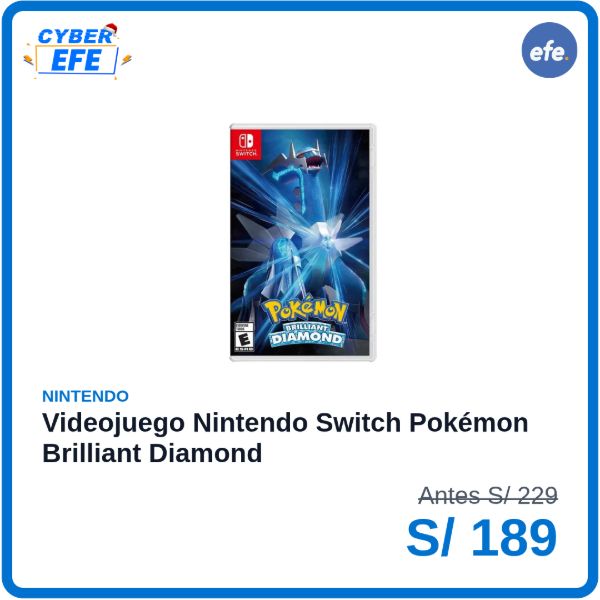 CYBER
EFE
efe.
NINTENDO
SWITCH
POKéMON
BRILLIANT
DIAMOND
E
NINTENDO
Videojuego Nintendo Switch Pokémon
Brilliant Diamond
Antes S/ 229
S/ 189